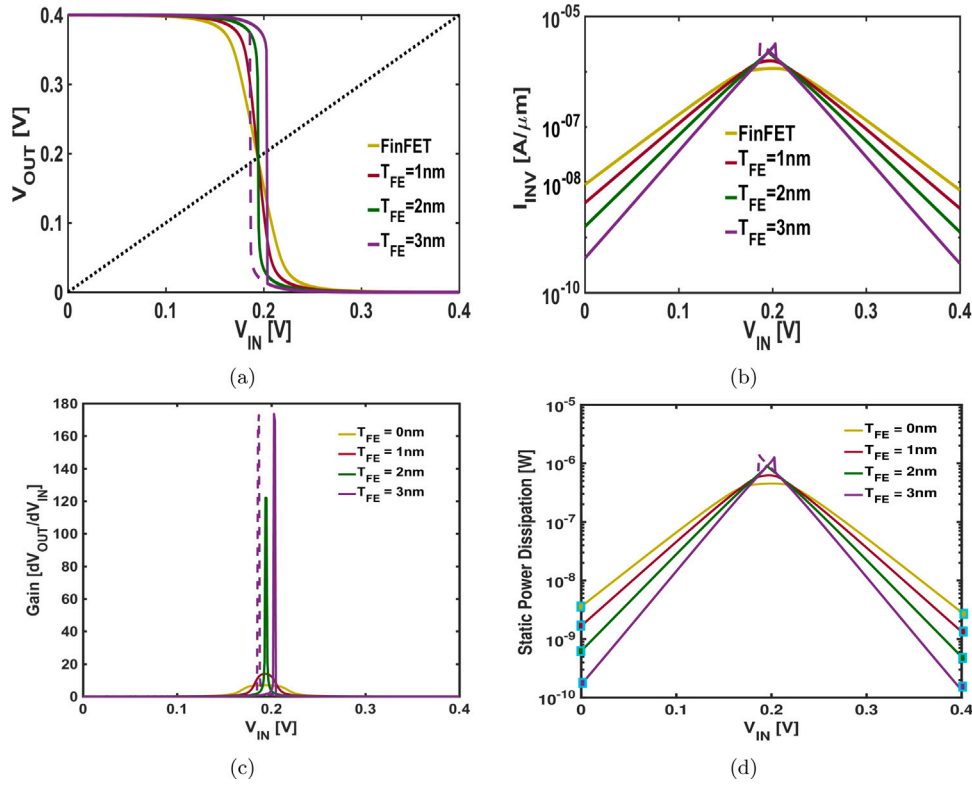 0.4
0.3
0.2
0.1
0
V_OUT [V]
FinFET
T_FE=1nm
T_FE=2nm
T_FE=3nm
0 0.1 0.2 0.3 0.4
V_IN [V]
(a)
10^-05
10^-07
10^-08
10^-10
I_INV [A/μm]
FinFET
T_FE=1nm
T_FE=2nm
T_FE=3nm
0 0.1 0.2 0.3 0.4
V_IN [V]
(b)
180
160
140
120
100
80
60
40
20
0
Gain [dV_OUT/dV_IN]
T_FE = 0nm
T_FE = 1nm
T_FE = 2nm
T_FE = 3nm
0 0.1 0.2 0.3 0.4
V_IN [V]
(c)
10^-5
10^-6
10^-7
10^-8
10^-9
10^-10
Static Power Dissipation [W]
T_FE = 0nm
T_FE = 1nm
T_FE = 2nm
T_FE = 3nm
0 0.1 0.2 0.3 0.4
V_IN [V]
(d)